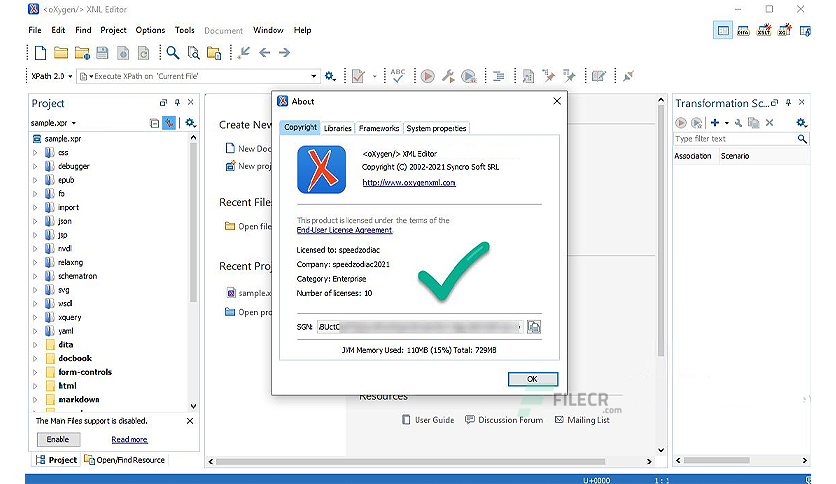 <oXygen/> XML Editor
File Edit Find Project Options Tools Document Window Help
XPath 2.0 Execute XPath on 'Current File'
Project
sample.xpr
sample.xpr
css
debugger
epub
fo
import
json
jsp
nvdl
relaxng
schematron
svg
wsdl
xquery
yaml
dita
docbook
form-controls
html
markdown
The Main Files support is disabled.
Enable Read more
Project Open/Find Resource
Create New
New Doc
New proj
Recent File
Open file
Recent Proj
sample.x
Open pro
About
Copyright Libraries Frameworks System properties
<oXygen/> XML Editor
Copyright (C) 2002-2021 Syncro Soft SRL
http://www.oxygenxml.com
This product is licensed under the terms of the
End-User License Agreement
Licensed to: speedzodiac
Company: speedzodiac2021
Category: Enterprise
Number of licenses: 10
SGN:
JVM Memory Used: 110MB (15%) Total: 729MB
OK
FILECR
.com
Resources
User Guide Discussion Forum Mailing List
Transformation Sc...
Type filter text
Association Scenario
U+0000 1 : 1